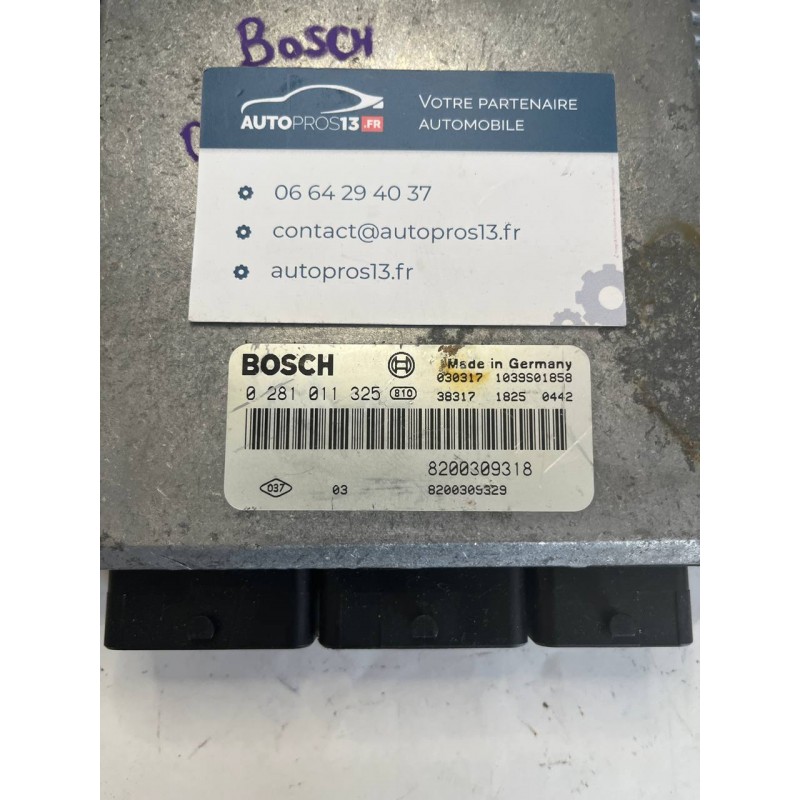 BOSCH
AUTOPROS13.FR
VOTRE PARTENAIRE
AUTOMOBILE
06 64 29 40 37
contact@autopros13.fr
autopros13.fr
BOSCH Made in Germany
030317 1039S01858
0 281 011 325 810 38317 1825 0442
8200309318
037 03 8200305329